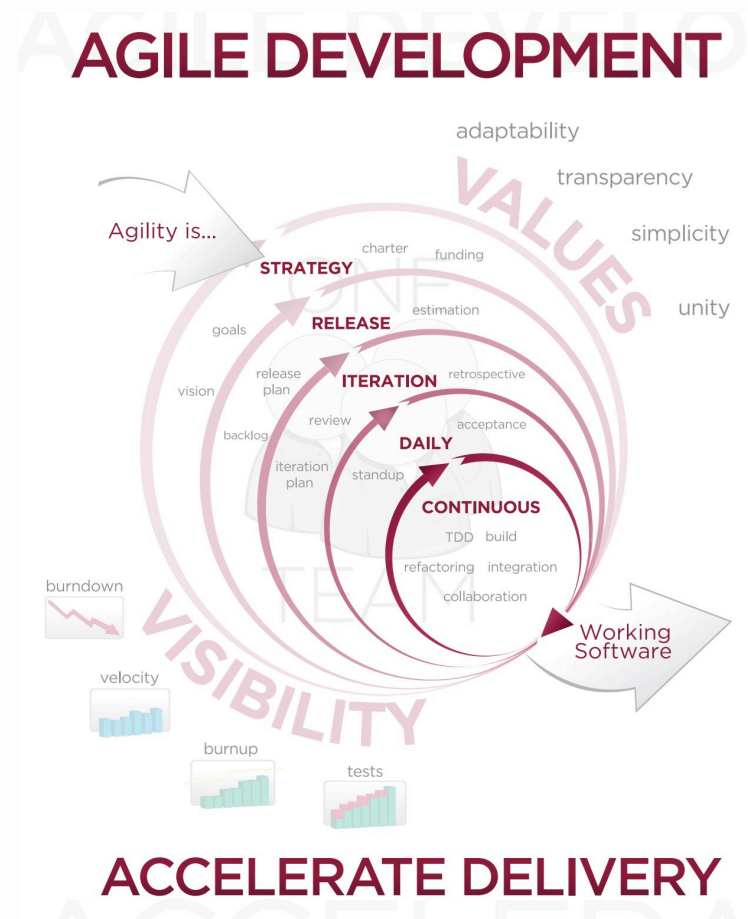 AGILE DEVELOPMENT
adaptability
VALUES
transparency
Agility is...
simplicity
charter
funding
STRATEGY
ONE
unity
estimation
RELEASE
goals
release
plan
ITERATION
retrospective
vision
review
acceptance
backlog
DAILY
iteration
plan
standup
CONTINUOUS
TDD
build
refactoring
integration
TEAM
collaboration
burndown
VISIBILITY
Working
Software
velocity
burnup
tests
ACCELERATE DELIVERY